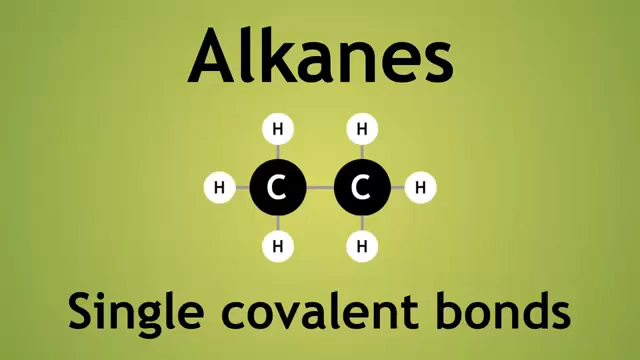 Alkanes
H H
H C C H
H H
Single covalent bonds